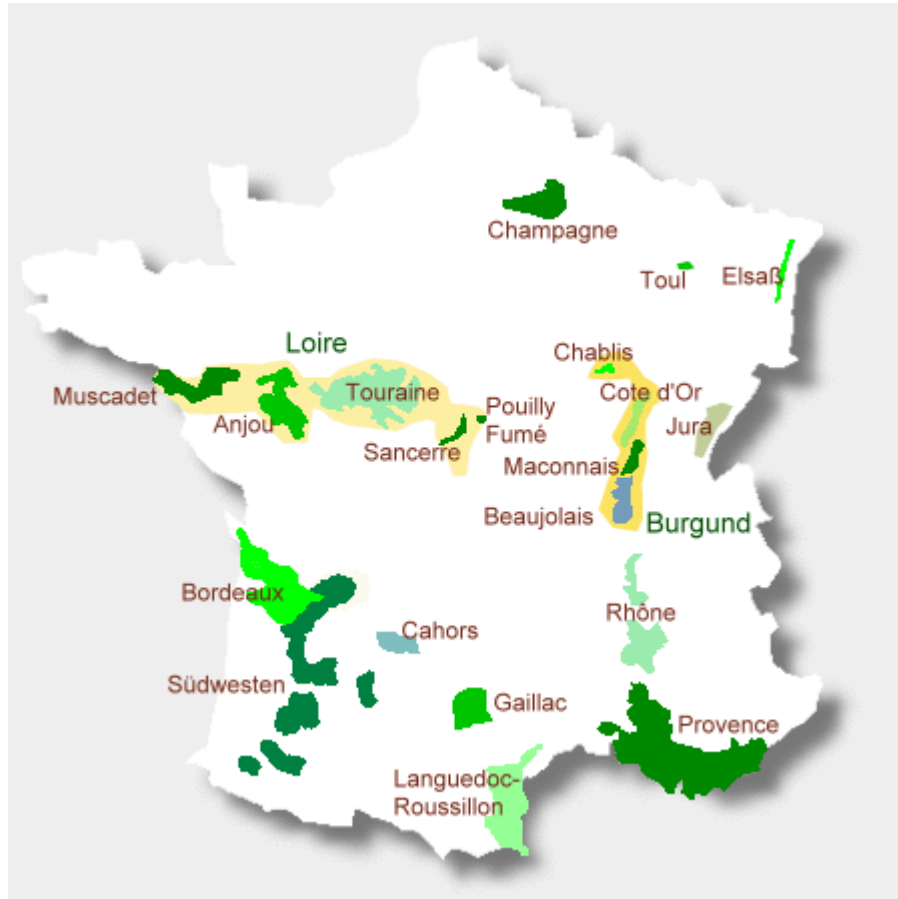 Champagne
Toul
Elsaß
Loire
Chablis
Muscadet
Touraine
Cote d'Or
Anjou
Pouilly
Fumé
Jura
Sancerre
Maconnais
Beaujolais
Burgund
Bordeaux
Rhône
Cahors
Südwesten
Gaillac
Provence
Languedoc-
Roussillon